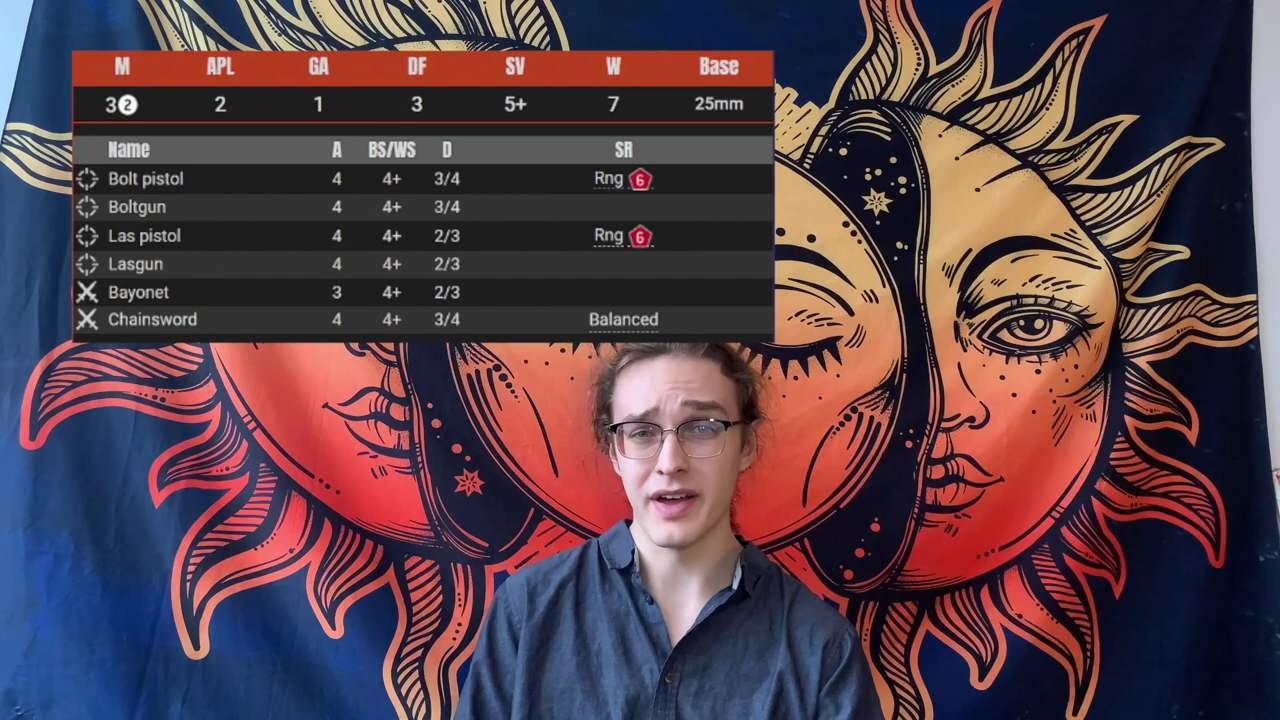 M APL GA DF SV W Base
3② 2 1 3 5+ 7 25mm
Name A BS/WS D SR
Bolt pistol 4 4+ 3/4 Rng 6
Boltgun 4 4+ 3/4
Las pistol 4 4+ 2/3 Rng 6
Lasgun 4 4+ 2/3
Bayonet 3 4+ 2/3
Chainsword 4 4+ 3/4 Balanced